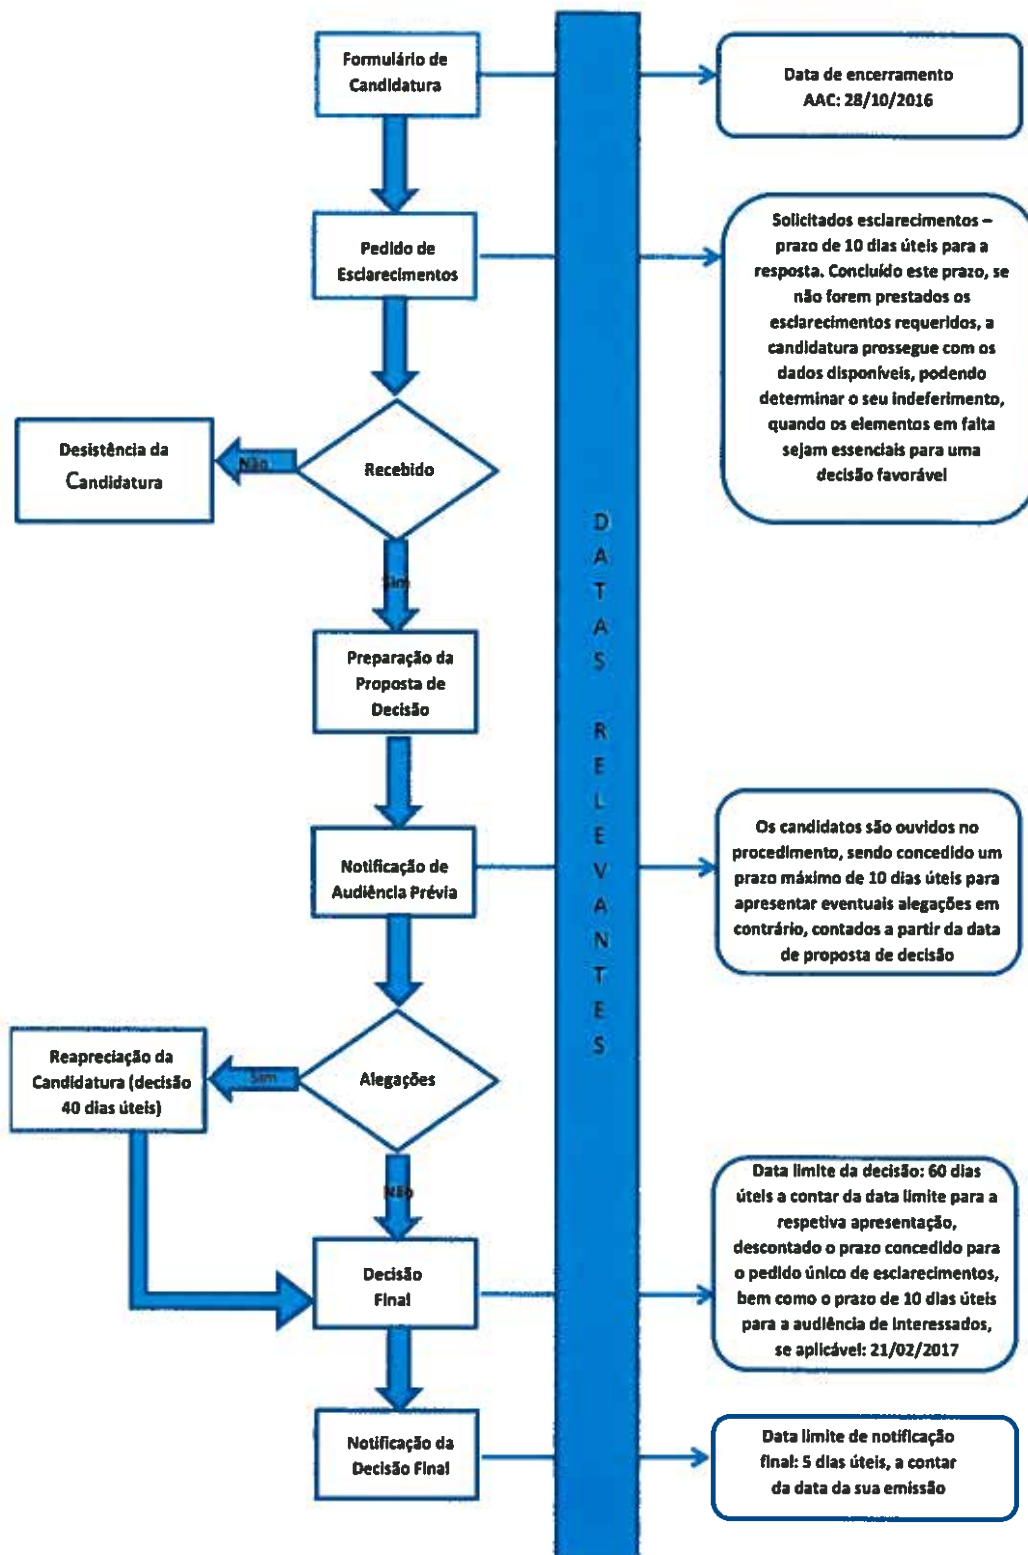 Formulário de
Candidatura
Data de encerramento
AAC: 28/10/2016
Pedido de
Esclarecimentos
Solicitados esclarecimentos –
prazo de 10 dias úteis para a
resposta. Concluído este prazo, se
não forem prestados os
esclarecimentos requeridos, a
candidatura prossegue com os
dados disponíveis, podendo
determinar o seu indeferimento,
quando os elementos em falta
sejam essenciais para uma
decisão favorável
Recebido
Não
Desistência da
Candidatura
Sim
Preparação da
Proposta de
Decisão
DATAS RELEVANTES
Notificação de
Audiência Prévia
Os candidatos são ouvidos no
procedimento, sendo concedido um
prazo máximo de 10 dias úteis para
apresentar eventuais alegações em
contrário, contados a partir da data
de proposta de decisão
Alegações
Sim
Reapreciação da
Candidatura (decisão
40 dias úteis)
Não
Decisão
Final
Data limite da decisão: 60 dias
úteis a contar da data limite para a
respetiva apresentação,
descontado o prazo concedido para
o pedido único de esclarecimentos,
bem como o prazo de 10 dias úteis
para a audiência de interessados,
se aplicável: 21/02/2017
Notificação da
Decisão Final
Data limite de notificação
final: 5 dias úteis, a contar
da data da sua emissão